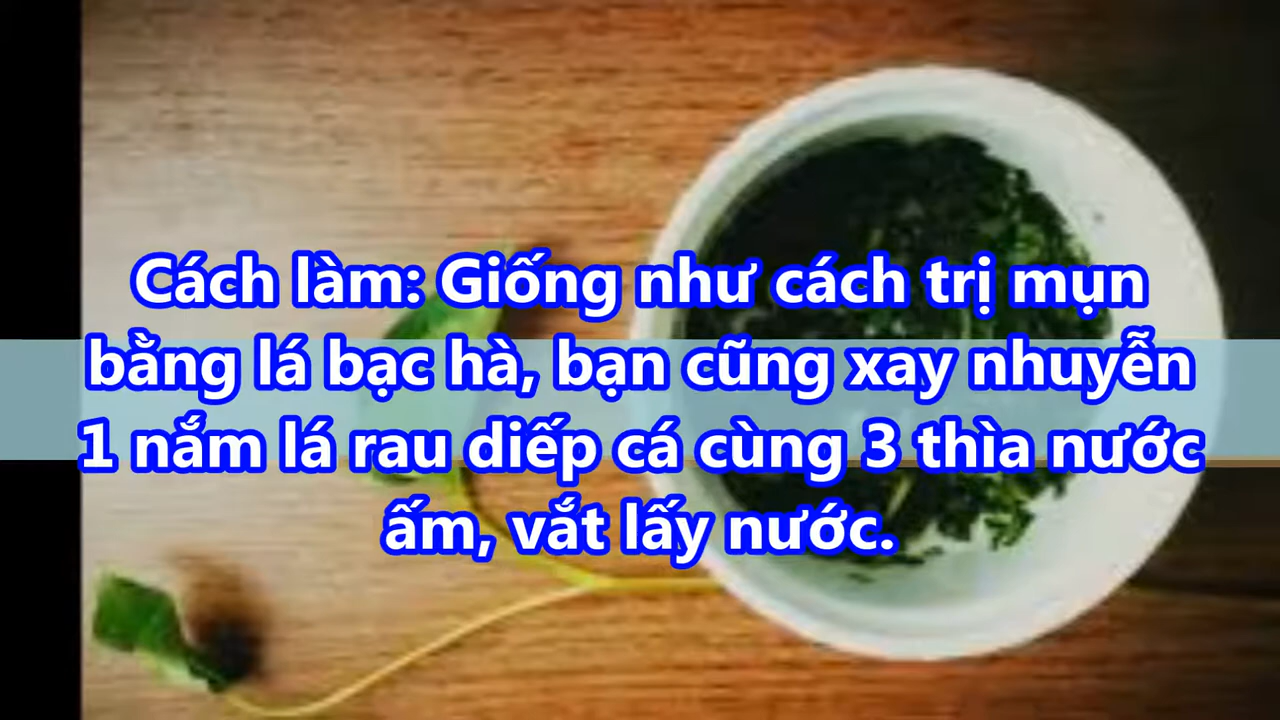 Cách làm: Giống như cách trị mụn
bằng lá bạc hà, bạn cũng xay nhuyễn
1 nắm lá rau diếp cá cùng 3 thìa nước
ấm, vắt lấy nước.